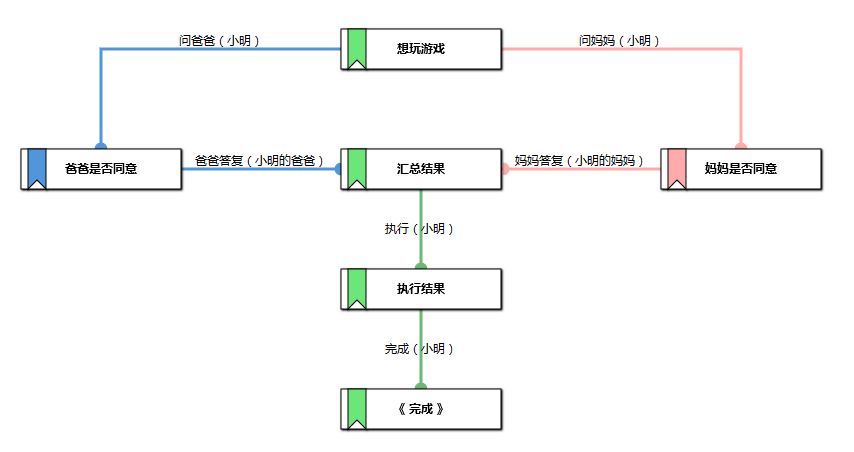 问爸爸（小明）
想玩游戏
问妈妈（小明）
爸爸是否同意
爸爸答复（小明的爸爸）
汇总结果
妈妈答复（小明的妈妈）
妈妈是否同意
执行（小明）
执行结果
完成（小明）
《 完成 》